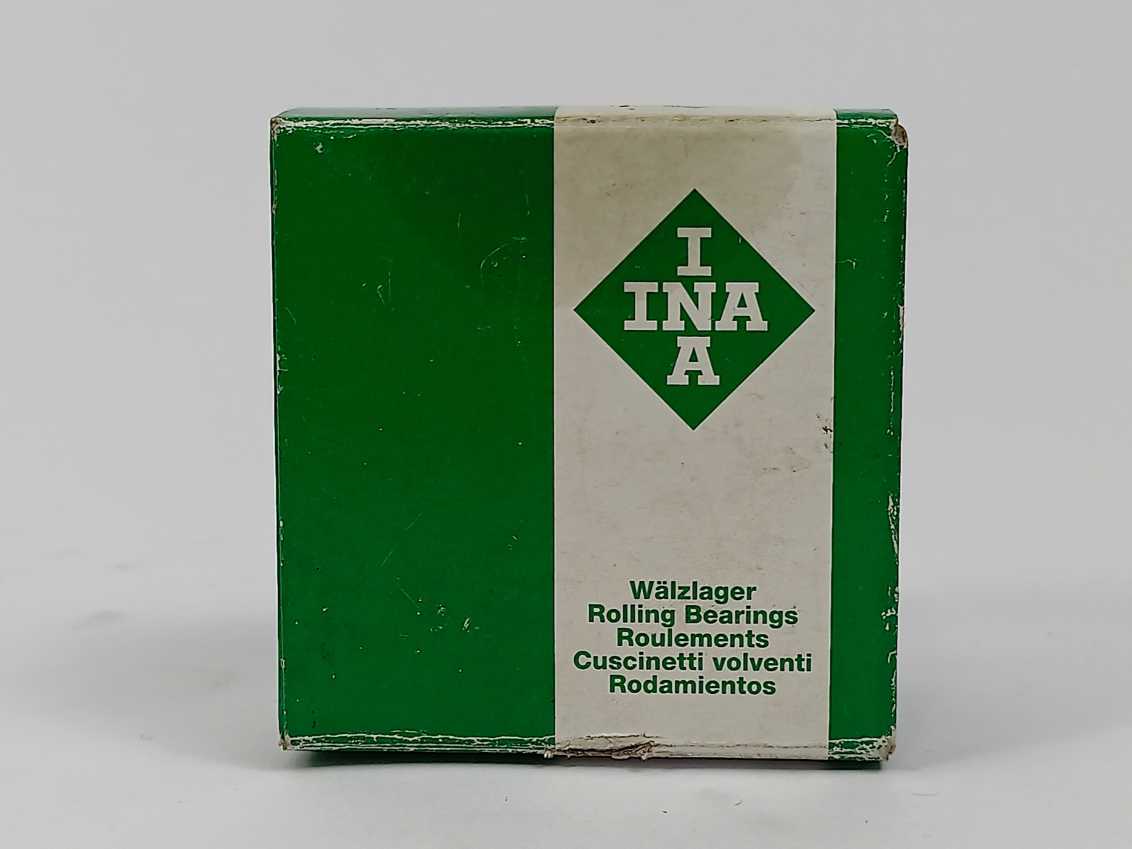 I
INA
A
Wälzlager
Rolling Bearings
Roulements
Cuscinetti volventi
Rodamientos